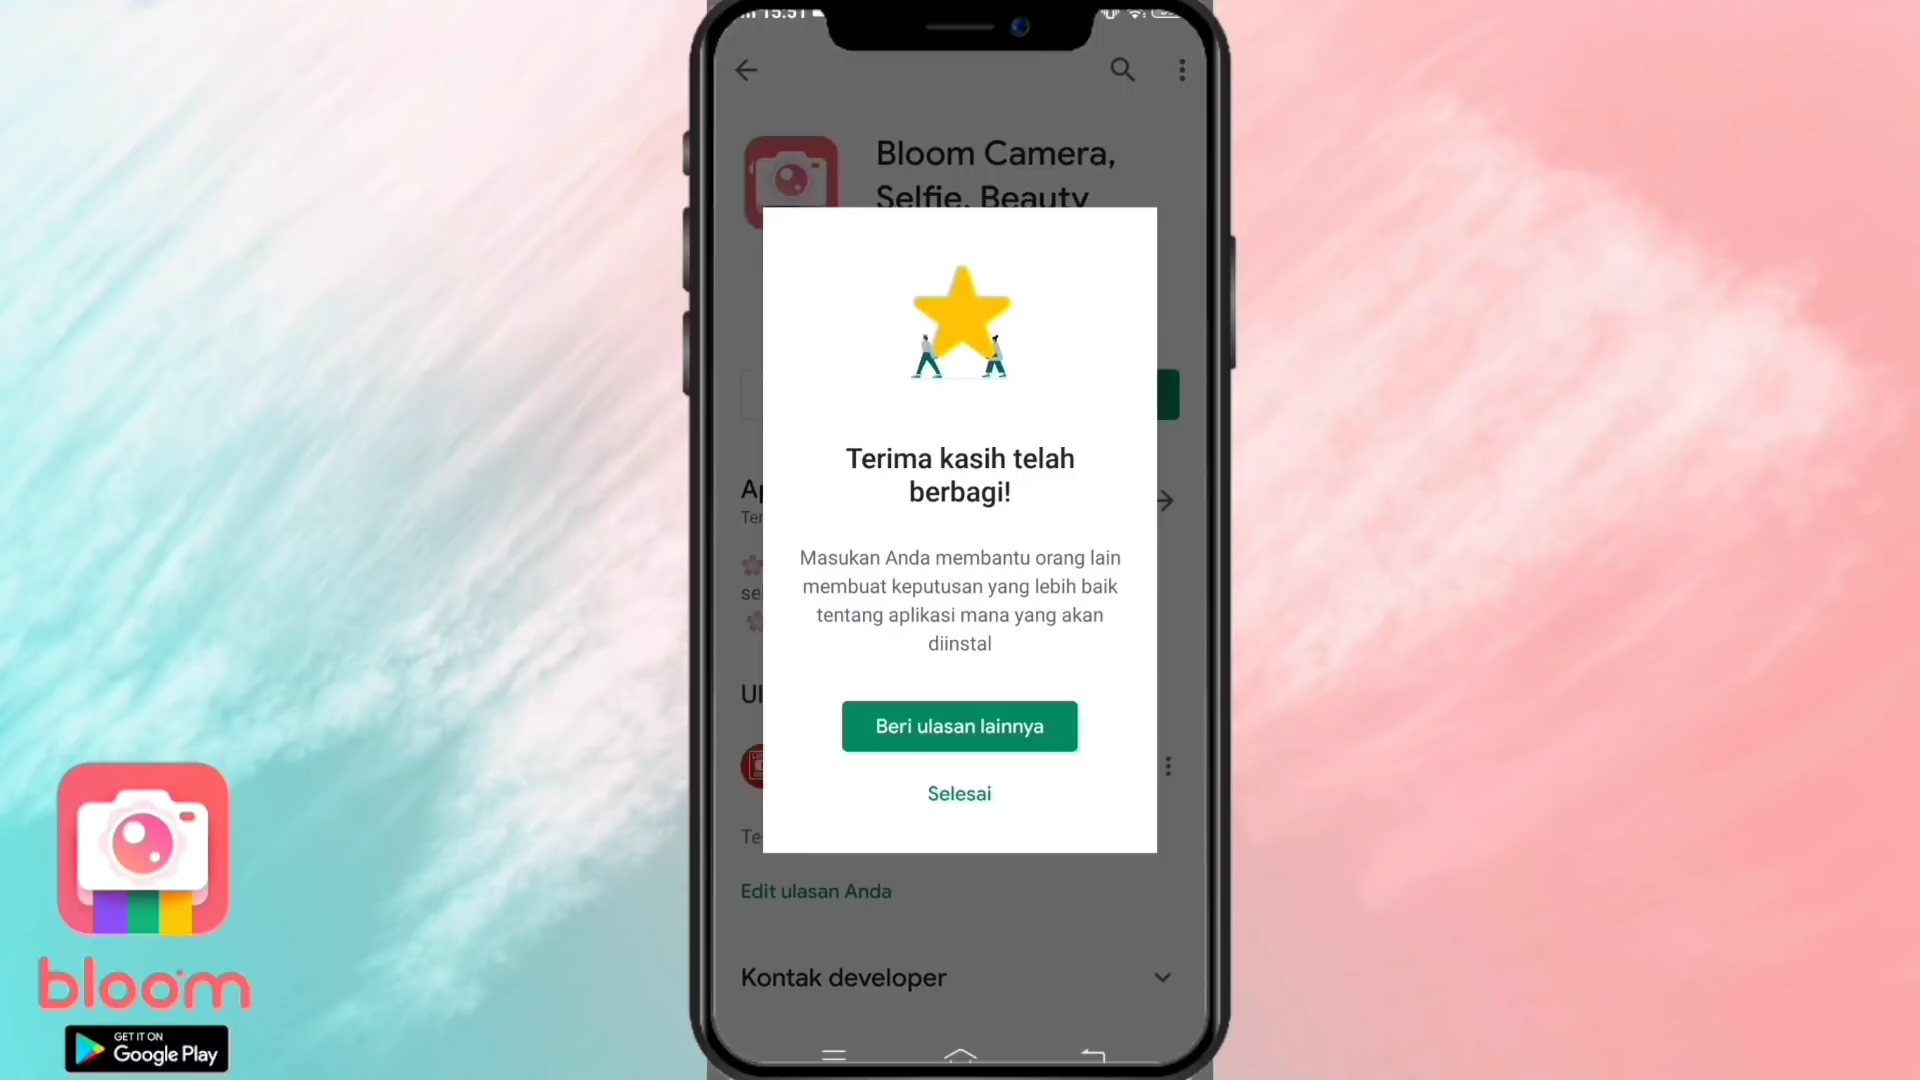 15:51
Bloom Camera,
Selfie, Beauty
Terima kasih telah
berbagi!
Masukan Anda membantu orang lain
membuat keputusan yang lebih baik
tentang aplikasi mana yang akan
diinstal
Beri ulasan lainnya
Selesai
Edit ulasan Anda
Kontak developer
bloom
GET IT ON
Google Play